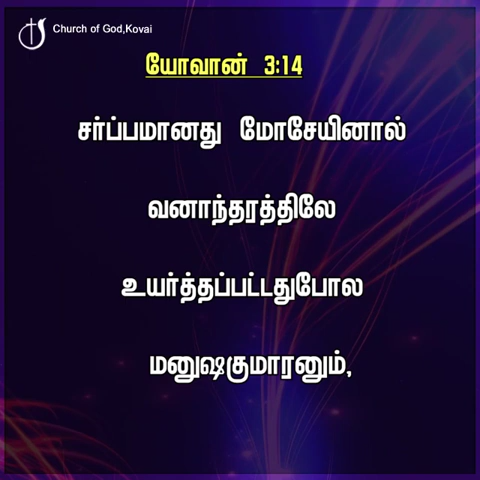 Church of God,Kovai
யோவான் 3:14
சர்ப்பமானது மோசேயினால்
வனாந்தரத்திலே
உயர்த்தப்பட்டதுபோல
மனுஷகுமாரனும்,